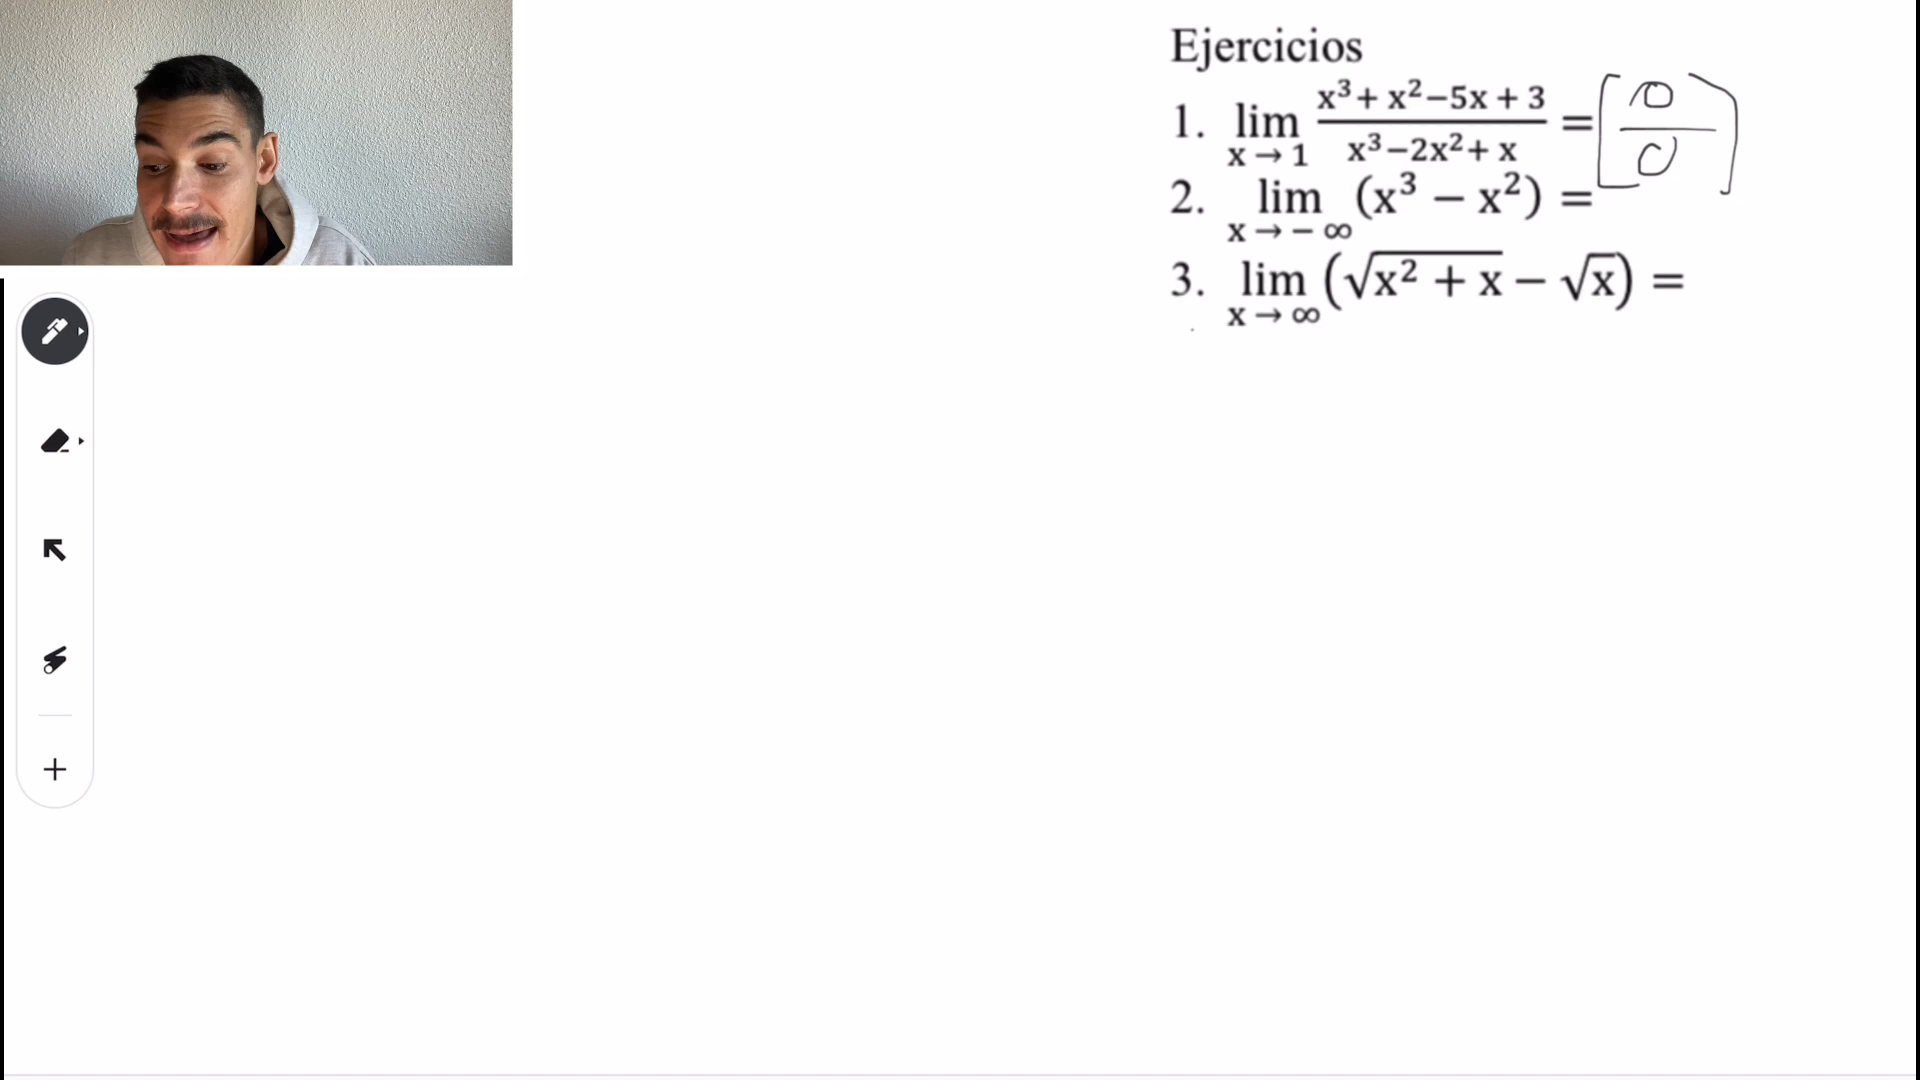 Ejercicios
1. lim x→1 (x³ + x² − 5x + 3)/(x³ − 2x² + x) = [0/0]
2. lim x→ − ∞ (x³ − x²) =
3. lim x→∞ (√(x² + x) − √x) =